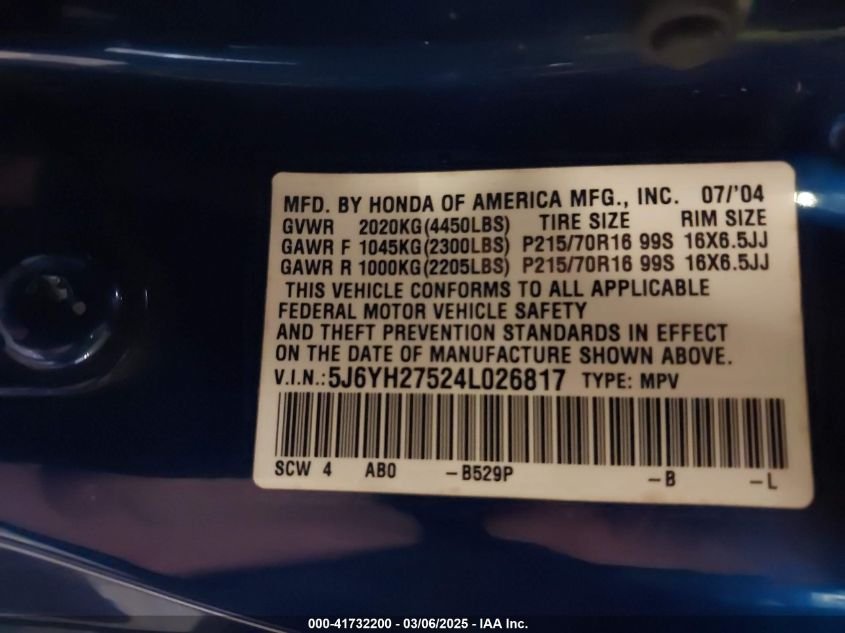 MFD. BY HONDA OF AMERICA MFG., INC. 07/'04
GVWR 2020KG(4450LBS) TIRE SIZE RIM SIZE
GAWR F 1045KG(2300LBS) P215/70R16 99S 16X6.5JJ
GAWR R 1000KG(2205LBS) P215/70R16 99S 16X6.5JJ
THIS VEHICLE CONFORMS TO ALL APPLICABLE
FEDERAL MOTOR VEHICLE SAFETY
AND THEFT PREVENTION STANDARDS IN EFFECT
ON THE DATE OF MANUFACTURE SHOWN ABOVE.
V.I.N.: 5J6YH27524L026817 TYPE: MPV
SCW 4 AB0 -B529P -B -L
000-41732200 - 03/06/2025 - IAA Inc.